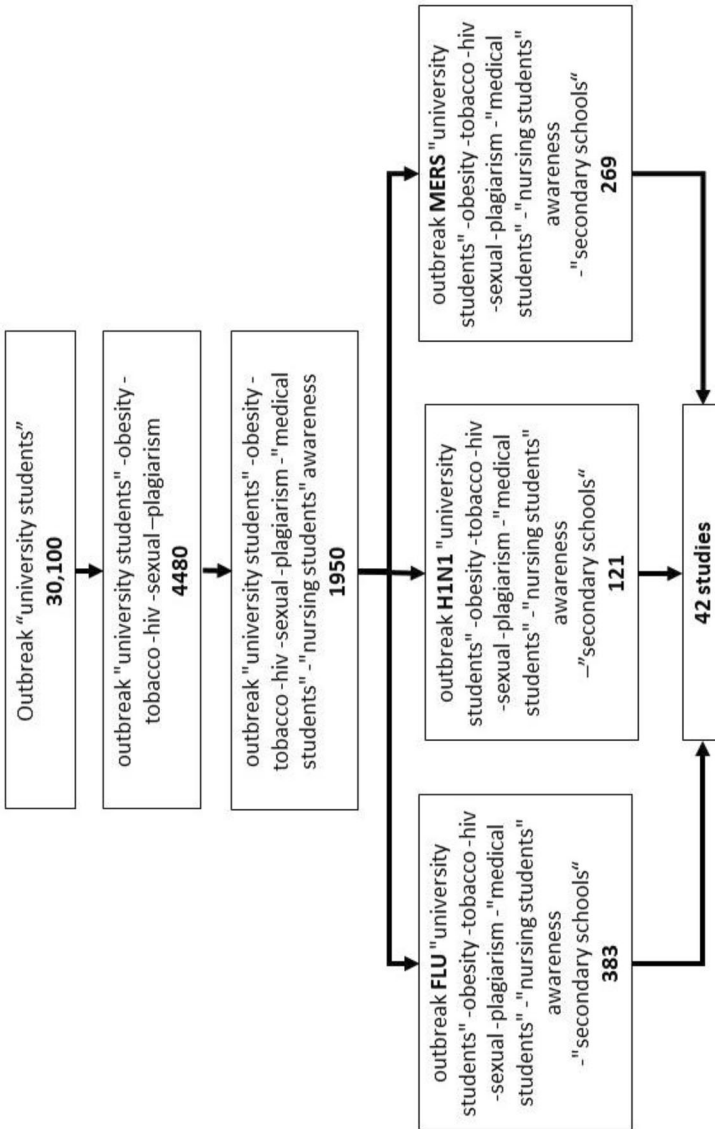 Outbreak “university students”
30,100
outbreak "university students" -obesity -
tobacco -hiv -sexual –plagiarism
4480
outbreak "university students" -obesity -
tobacco -hiv -sexual -plagiarism -"medical
students" -"nursing students" awareness
1950
outbreak FLU "university
students" -obesity -tobacco -hiv
-sexual -plagiarism -"medical
students" -"nursing students"
awareness
-"secondary schools“
383
outbreak H1N1 "university
students" -obesity -tobacco -hiv
-sexual -plagiarism -"medical
students" -"nursing students"
awareness
–”secondary schools“
121
outbreak MERS "university
students" -obesity -tobacco -hiv
-sexual -plagiarism -"medical
students" -"nursing students"
awareness
-"secondary schools“
269
42 studies